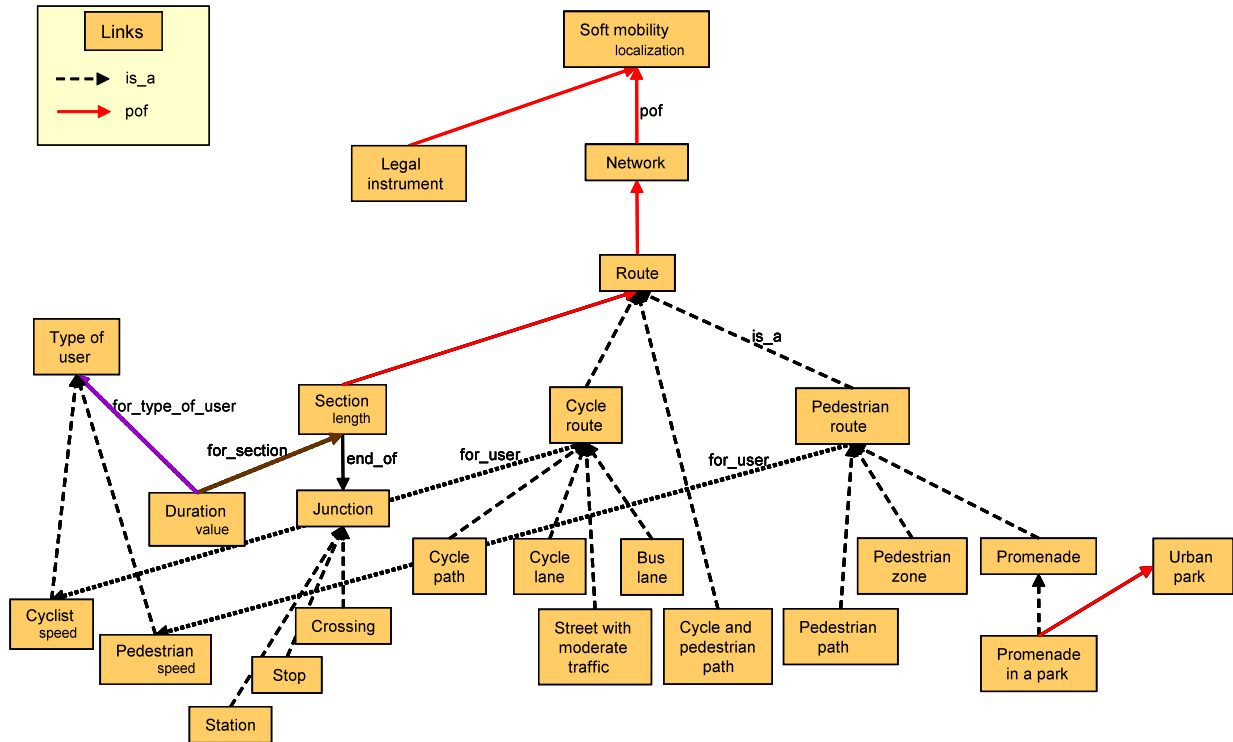 Links
is_a
pof
Soft mobility
localization
pof
Legal
instrument
Network
Route
is_a
Type of
user
for_type_of_user
Section
length
Cycle
route
Pedestrian
route
for_section
end_of
for_user
for_user
Duration
value
Junction
Cycle
path
Cycle
lane
Bus
lane
Pedestrian
zone
Promenade
Urban
park
Cyclist
speed
Pedestrian
speed
Crossing
Stop
Station
Street with
moderate
traffic
Cycle and
pedestrian
path
Pedestrian
path
Promenade
in a park